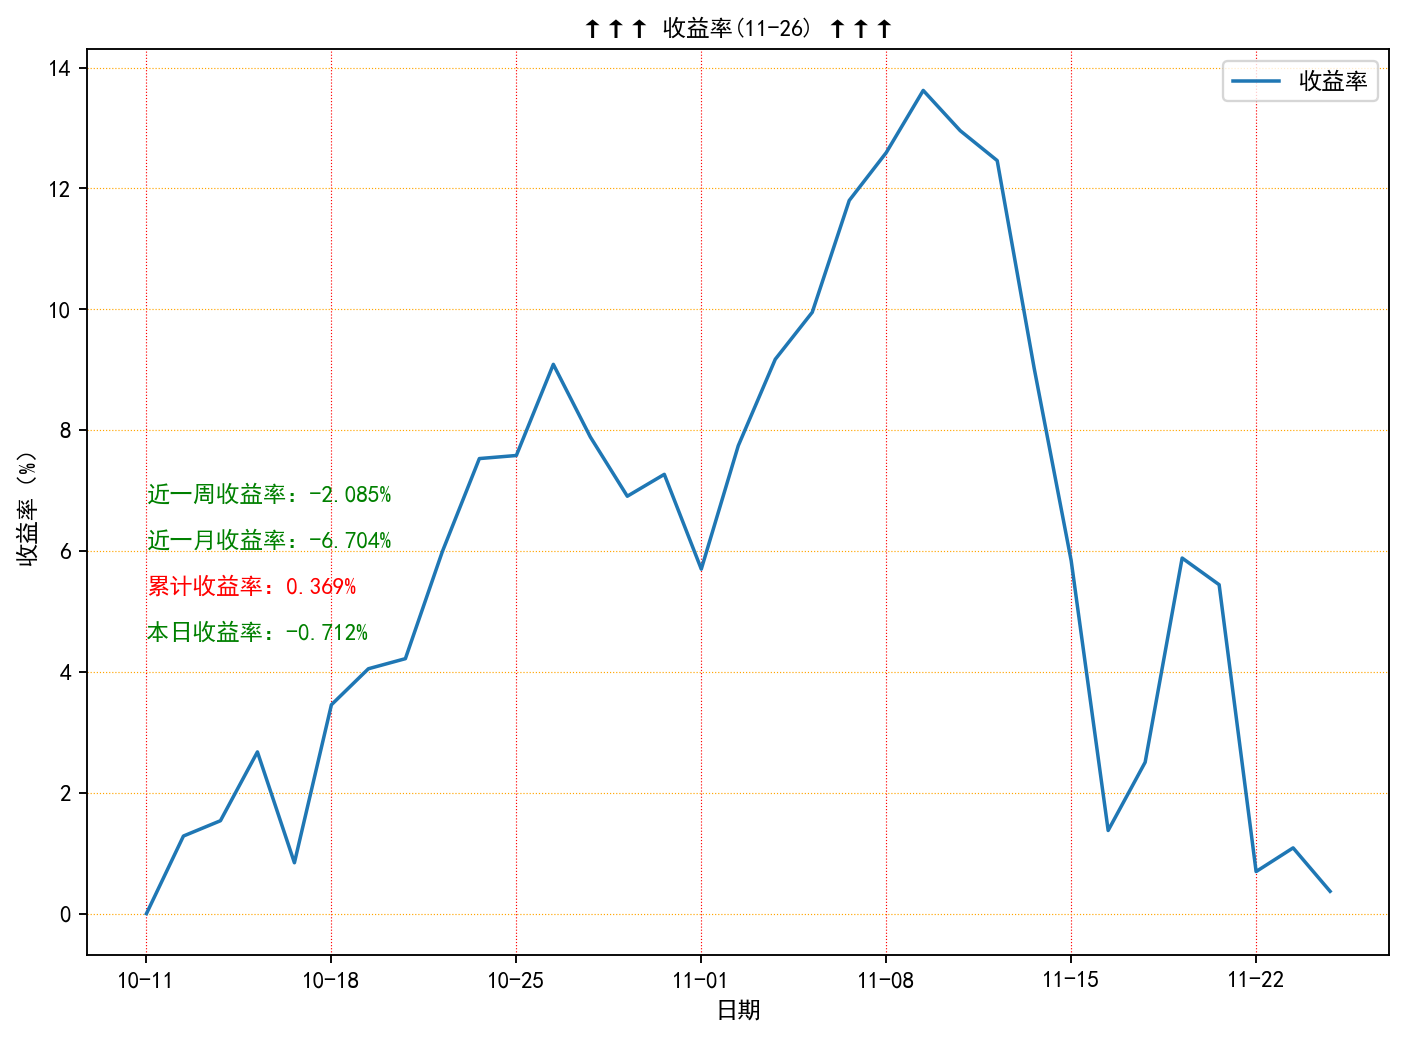 ↑↑↑ 收益率(11-26) ↑↑↑
收益率
14
12
10
8
6
4
2
0
收益率 (%)
近一周收益率：-2.085%
近一月收益率：-6.704%
累计收益率：0.369%
本日收益率：-0.712%
10-11 10-18 10-25 11-01 11-08 11-15 11-22
日期